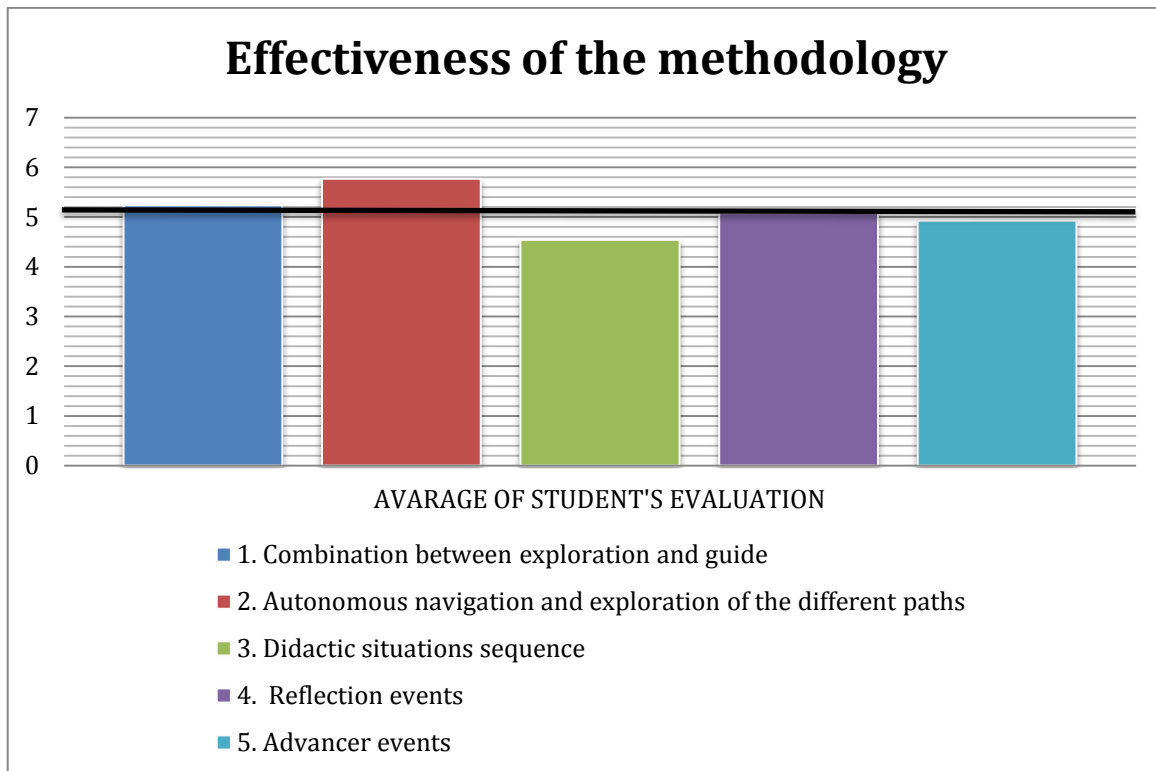 Effectiveness of the methodology
7
6
5
4
3
2
1
0
AVARAGE OF STUDENT'S EVALUATION
1. Combination between exploration and guide
2. Autonomous navigation and exploration of the different paths
3. Didactic situations sequence
4. Reflection events
5. Advancer events